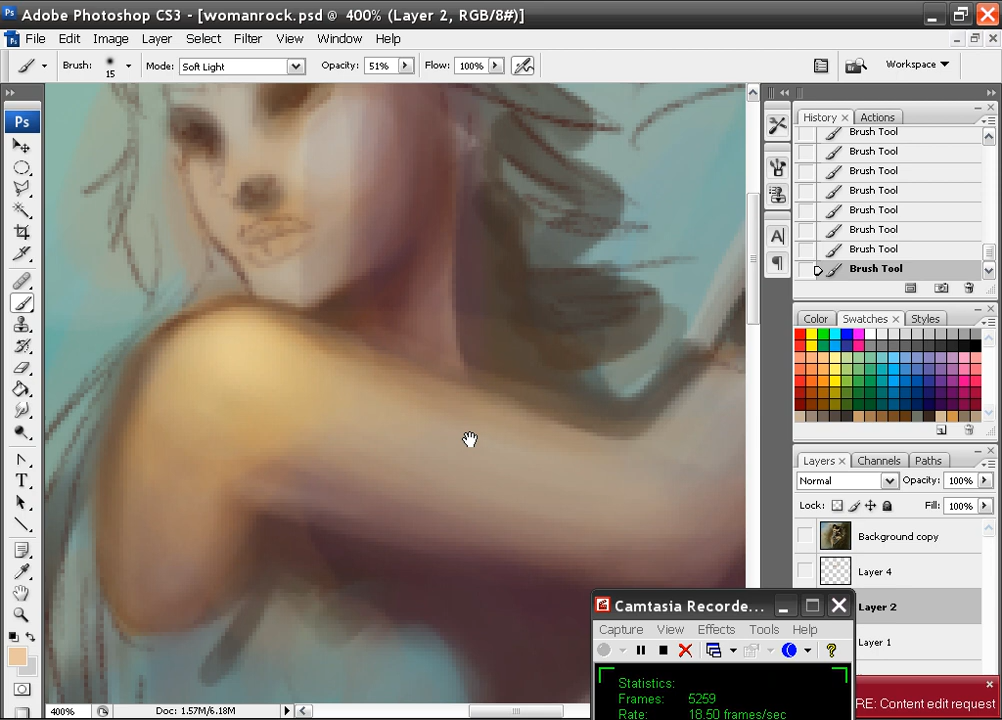 Ps Adobe Photoshop CS3 - [womanrock.psd @ 400% (Layer 2, RGB/8#)]
Ps File Edit Image Layer Select Filter View Window Help
Brush: 15 Mode: Soft Light Opacity: 51% Flow: 100% Workspace
Ps
History Actions
Brush Tool
Brush Tool
Brush Tool
Brush Tool
Brush Tool
Brush Tool
Brush Tool
Brush Tool
Color Swatches Styles
Layers Channels Paths
Normal Opacity: 100%
Lock: Fill: 100%
Background copy
Layer 4
Layer 2
Layer 1
Camtasia Recorde...
Capture View Effects Tools Help
Statistics:
Frames: 5259
Rate: 18.50 frames/sec
RE: Content edit request
400% Doc: 1.57M/6.18M